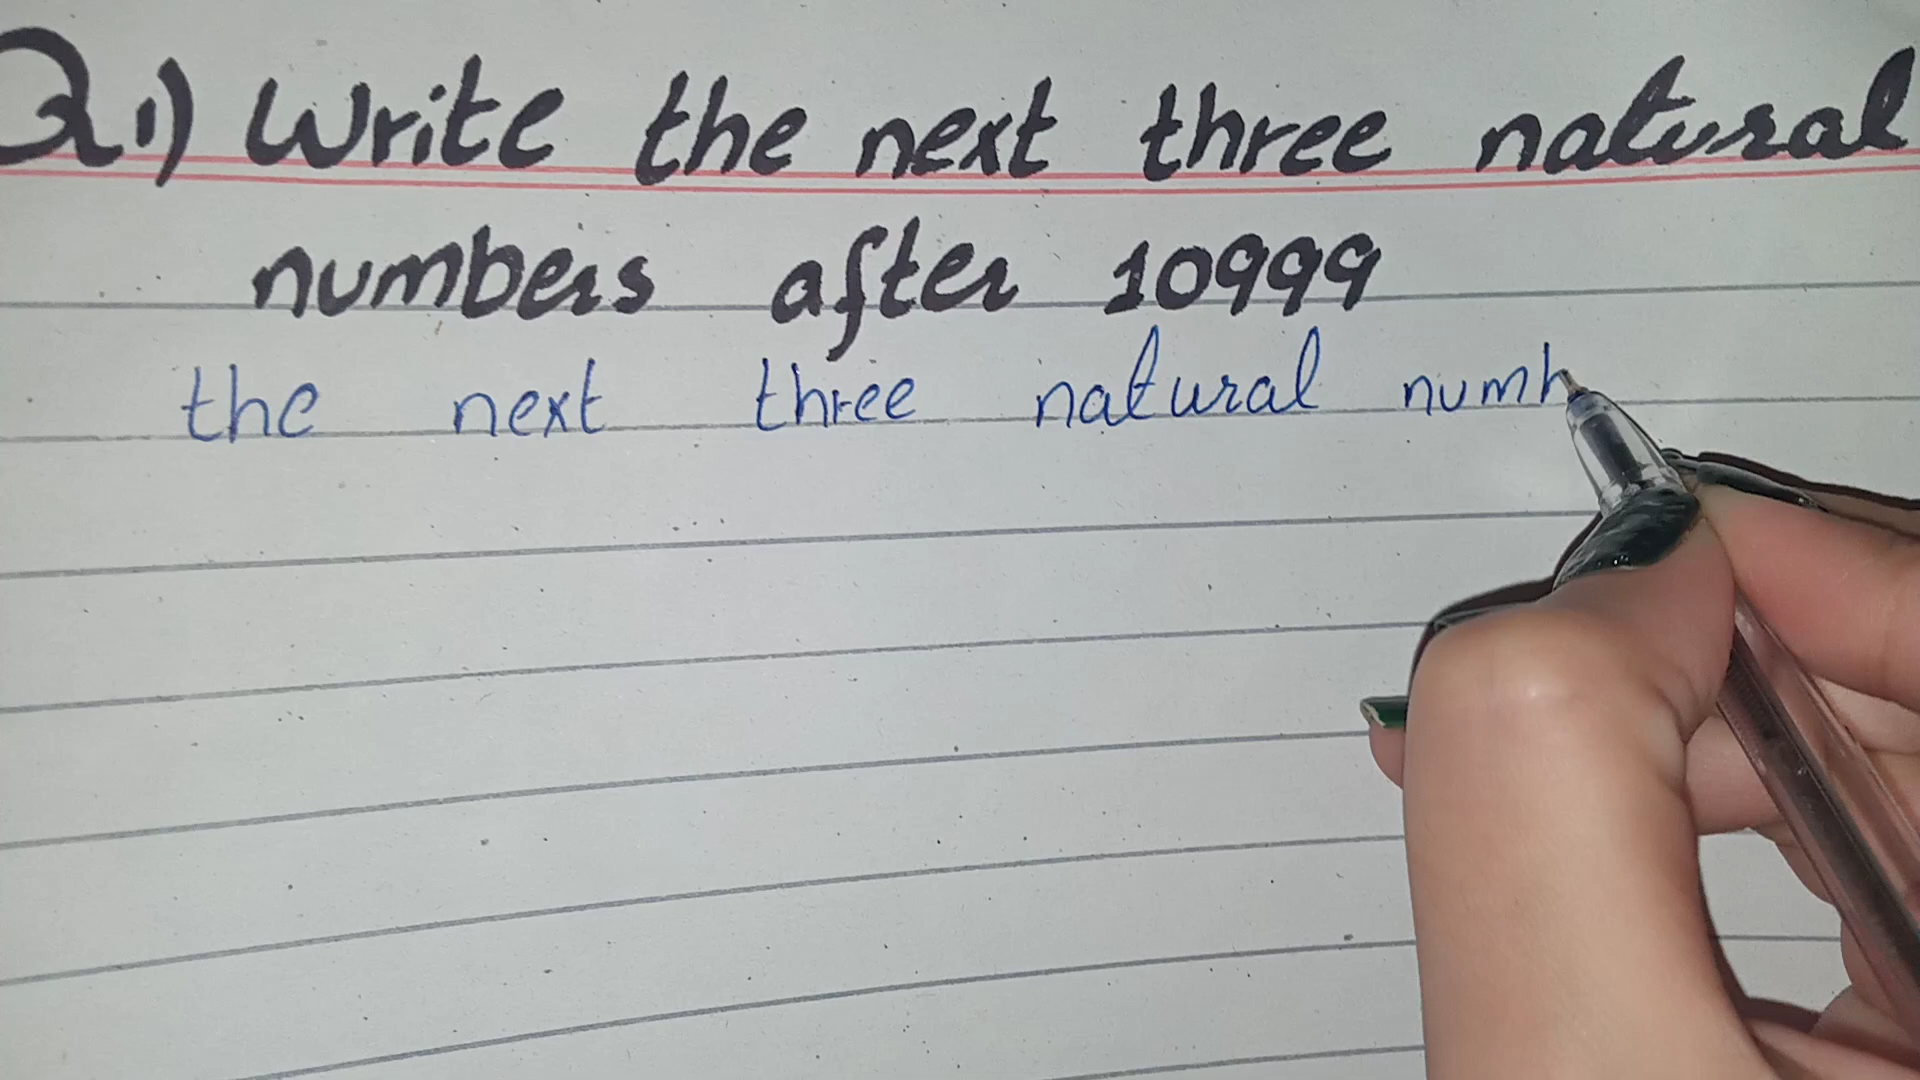 Q1) Write the next three natural
numbers after 10999
the next three natural numb